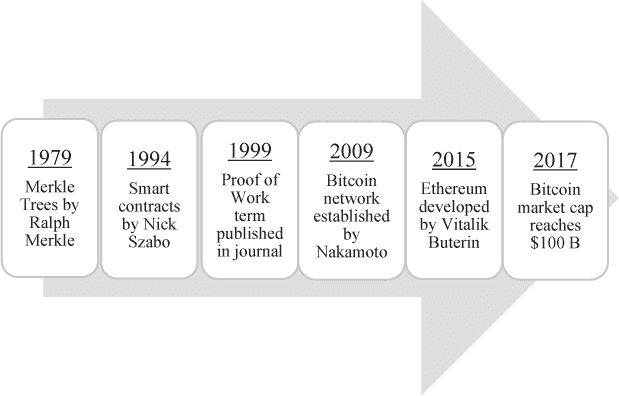 1979
Merkle
Trees by
Ralph
Merkle
1994
Smart
contracts
by Nick
Szabo
1999
Proof of
Work
term
published
in journal
2009
Bitcoin
network
established
by
Nakamoto
2015
Ethereum
developed
by Vitalik
Buterin
2017
Bitcoin
market cap
reaches
$100 B